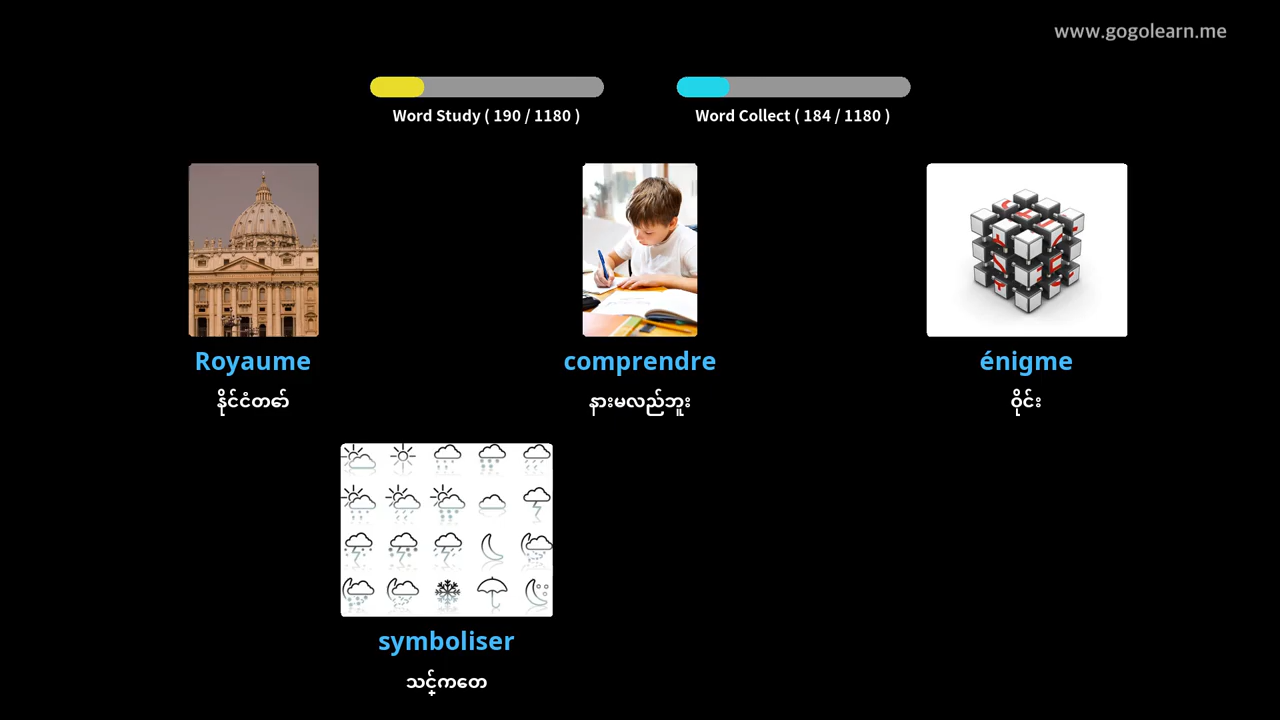 www.gogolearn.me
Word Study ( 190 / 1180 )
Word Collect ( 184 / 1180 )
Royaume
နိုင်ငံတော်
comprendre
နားမလည်ဘူး
énigme
ဝိုင်း
symboliser
သင်္ကေတ